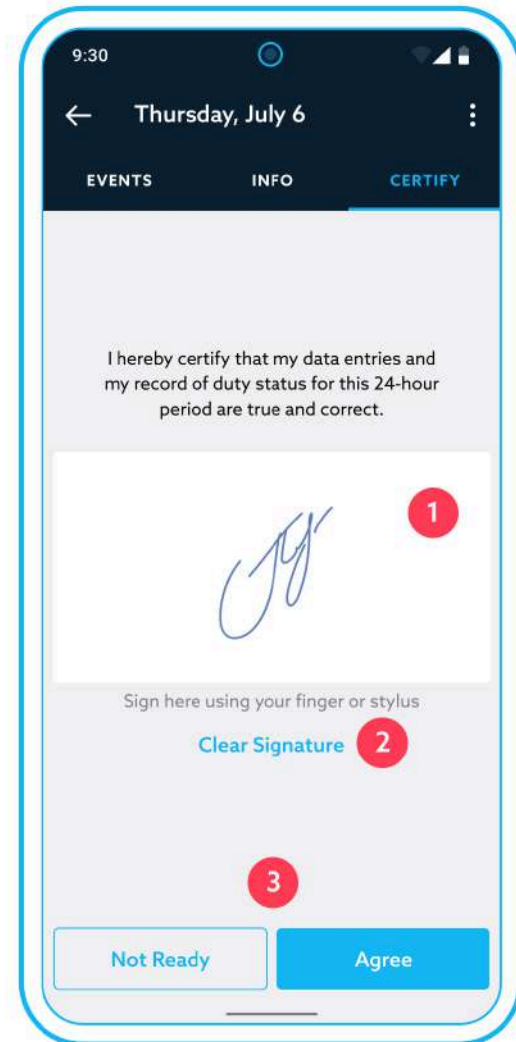 9:30
Thursday, July 6
EVENTS INFO CERTIFY
I hereby certify that my data entries and
my record of duty status for this 24-hour
period are true and correct.
1
Sign here using your finger or stylus
Clear Signature 2
3
Not Ready Agree